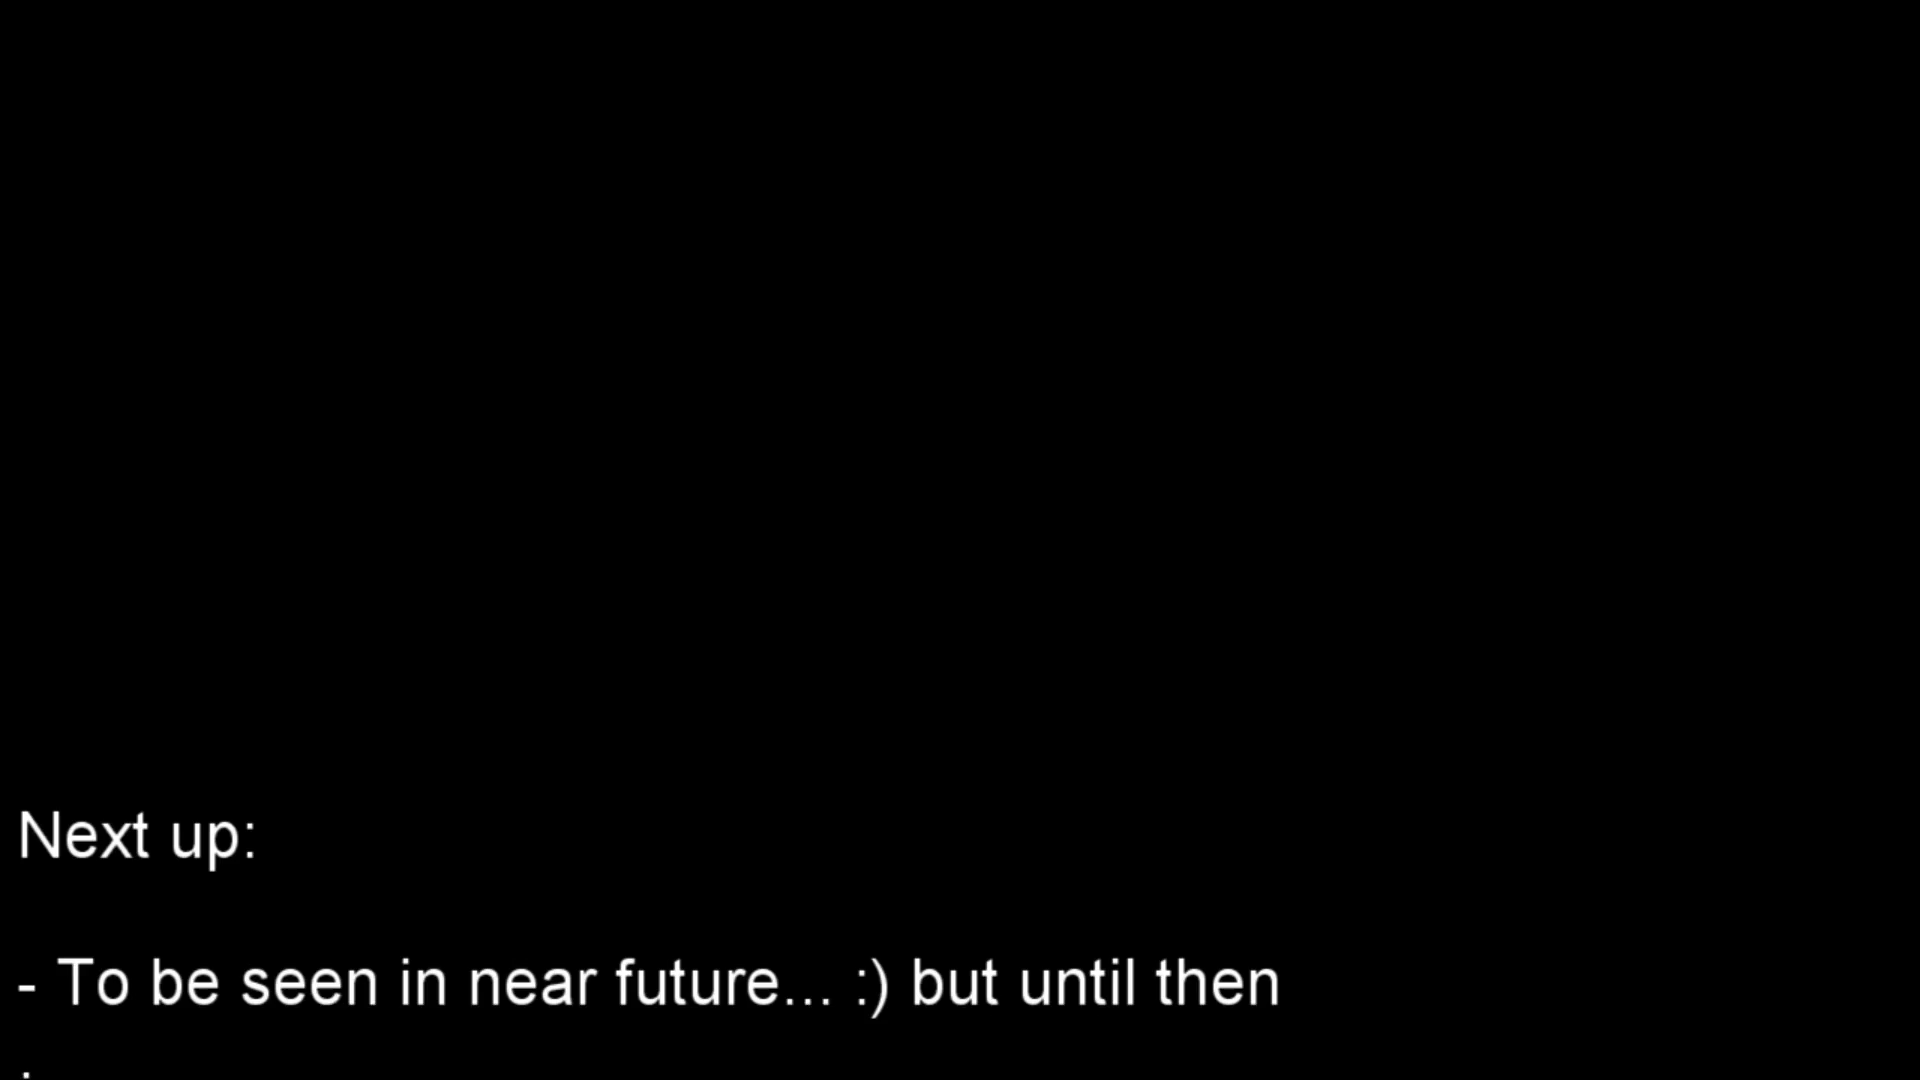 Next up:
- To be seen in near future... :) but until then